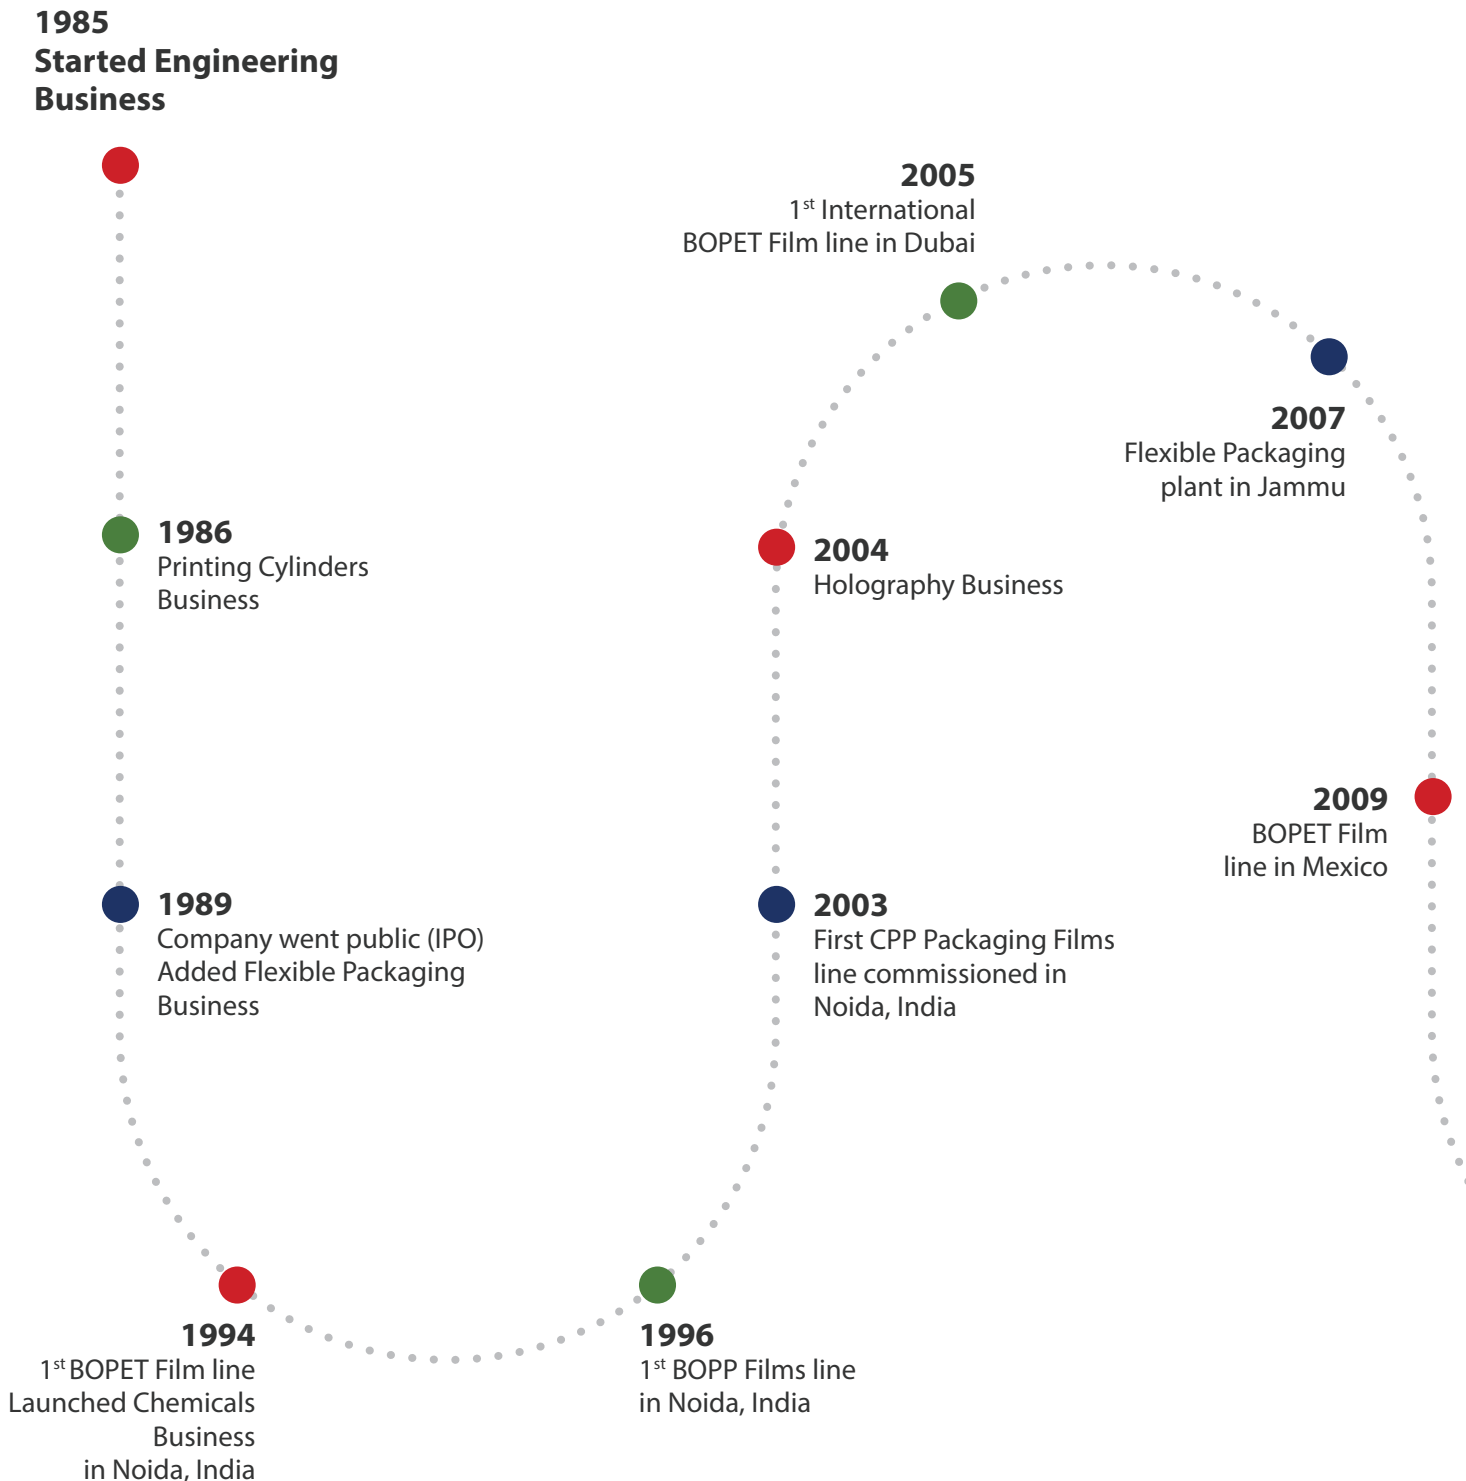 1985
Started Engineering
Business
1986
Printing Cylinders
Business
1989
Company went public (IPO)
Added Flexible Packaging
Business
1994
1st BOPET Film line
Launched Chemicals
Business
in Noida, India
1996
1st BOPP Films line
in Noida, India
2003
First CPP Packaging Films
line commissioned in
Noida, India
2004
Holography Business
2005
1st International
BOPET Film line in Dubai
2007
Flexible Packaging
plant in Jammu
2009
BOPET Film
line in Mexico